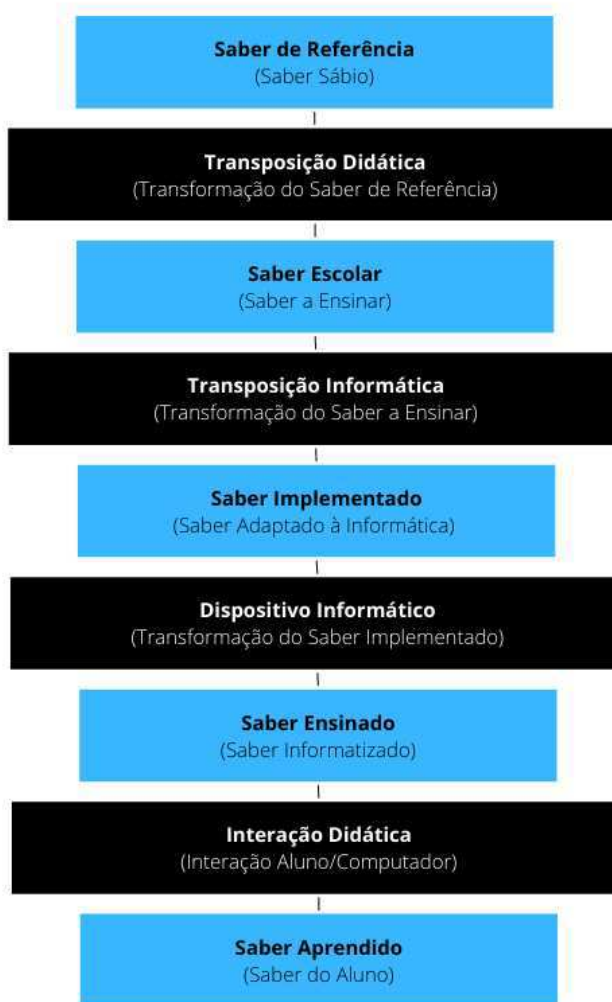 Saber de Referência
(Saber Sábio)
Transposição Didática
(Transformação do Saber de Referência)
Saber Escolar
(Saber a Ensinar)
Transposição Informática
(Transformação do Saber a Ensinar)
Saber Implementado
(Saber Adaptado à Informática)
Dispositivo Informático
(Transformação do Saber Implementado)
Saber Ensinado
(Saber Informatizado)
Interação Didática
(Interação Aluno/Computador)
Saber Aprendido
(Saber do Aluno)